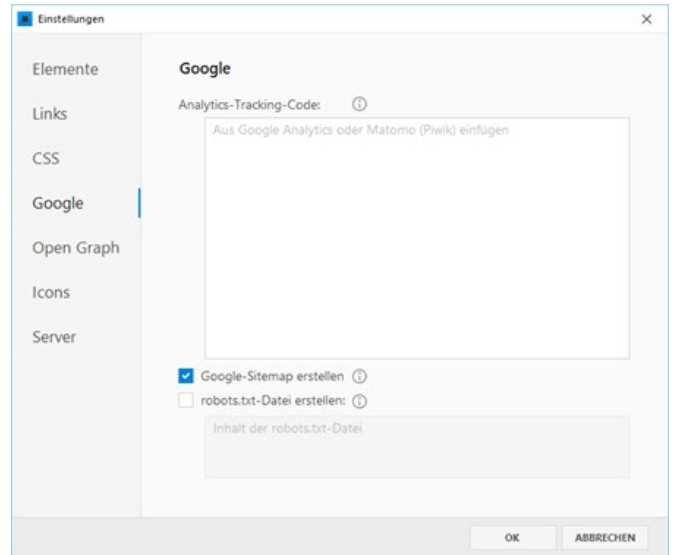 Einstellungen
Elemente
Links
CSS
Google
Open Graph
Icons
Server
Google
Analytics-Tracking-Code:
Aus Google Analytics oder Matomo (Piwik) einfügen
Google-Sitemap erstellen
robots.txt-Datei erstellen:
Inhalt der robots.txt-Datei
OK
ABBRECHEN